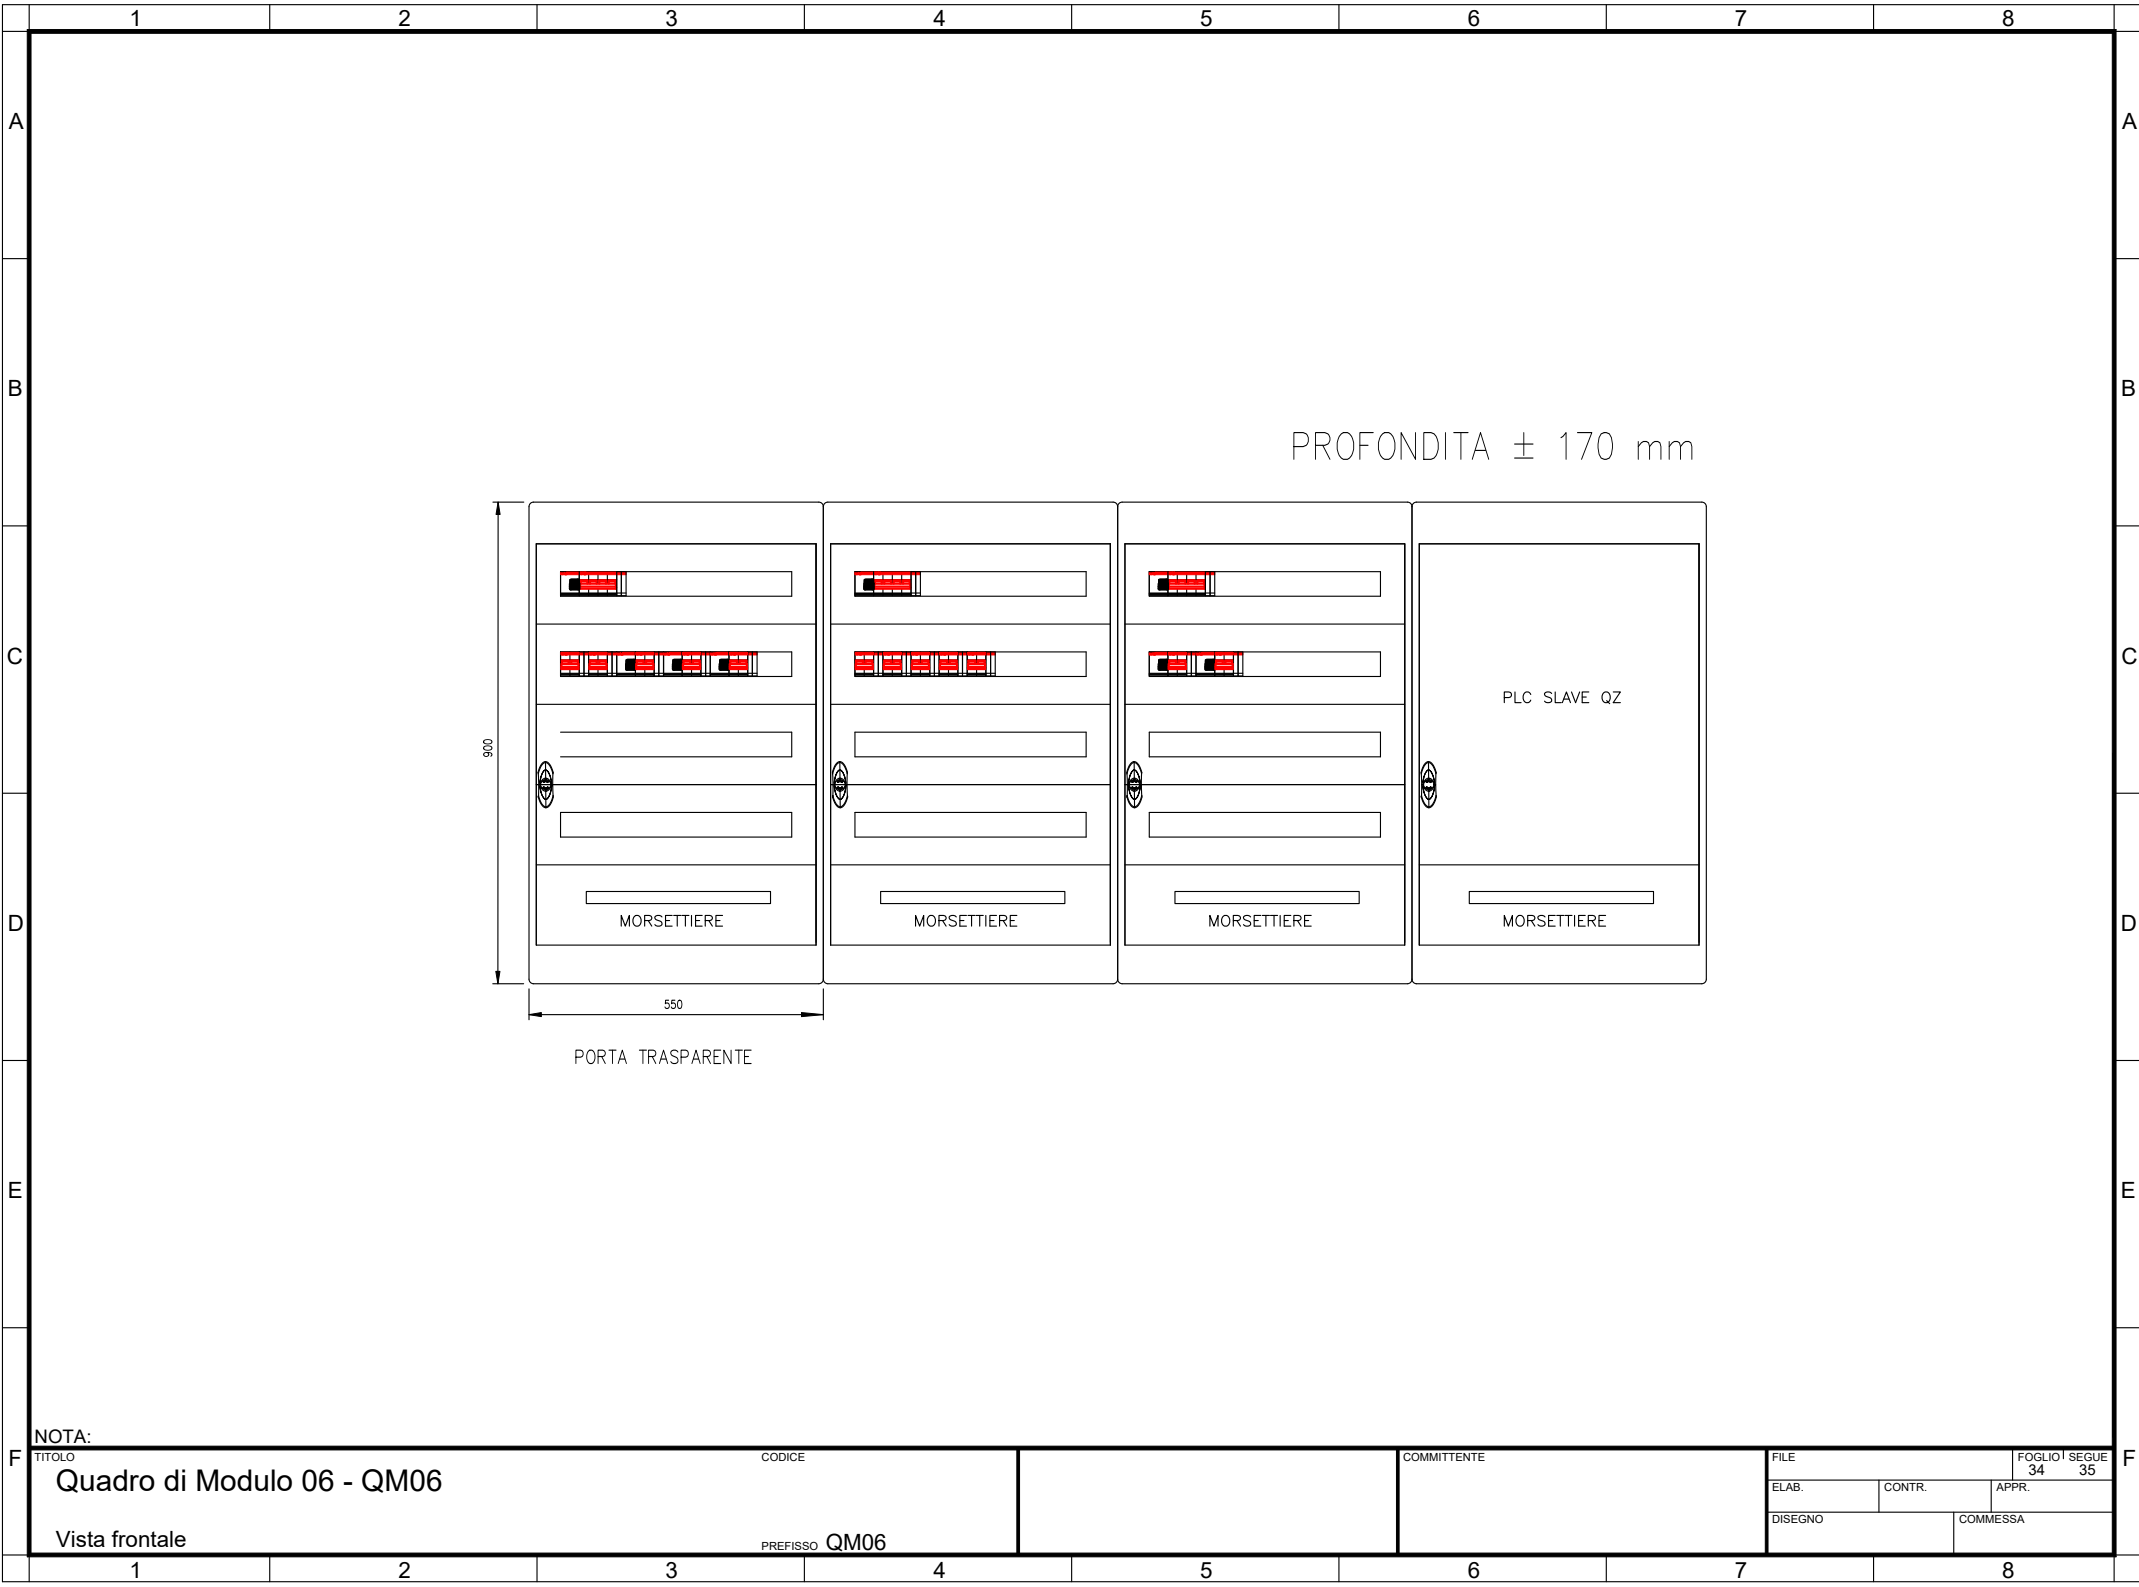 1 2 3 4 5 6 7 8
A A
B B
PROFONDITA ± 170 mm
C C
PLC SLAVE QZ
900
MORSETTIERE MORSETTIERE MORSETTIERE MORSETTIERE
D D
550
PORTA TRASPARENTE
E E
NOTA:
F F
TITOLO
Quadro di Modulo 06 - QM06
Vista frontale
CODICE
PREFISSO QM06
COMMITTENTE
FILE
FOGLIO SEGUE
34 35
ELAB. CONTR. APPR.
DISEGNO COMMESSA
1 2 3 4 5 6 7 8